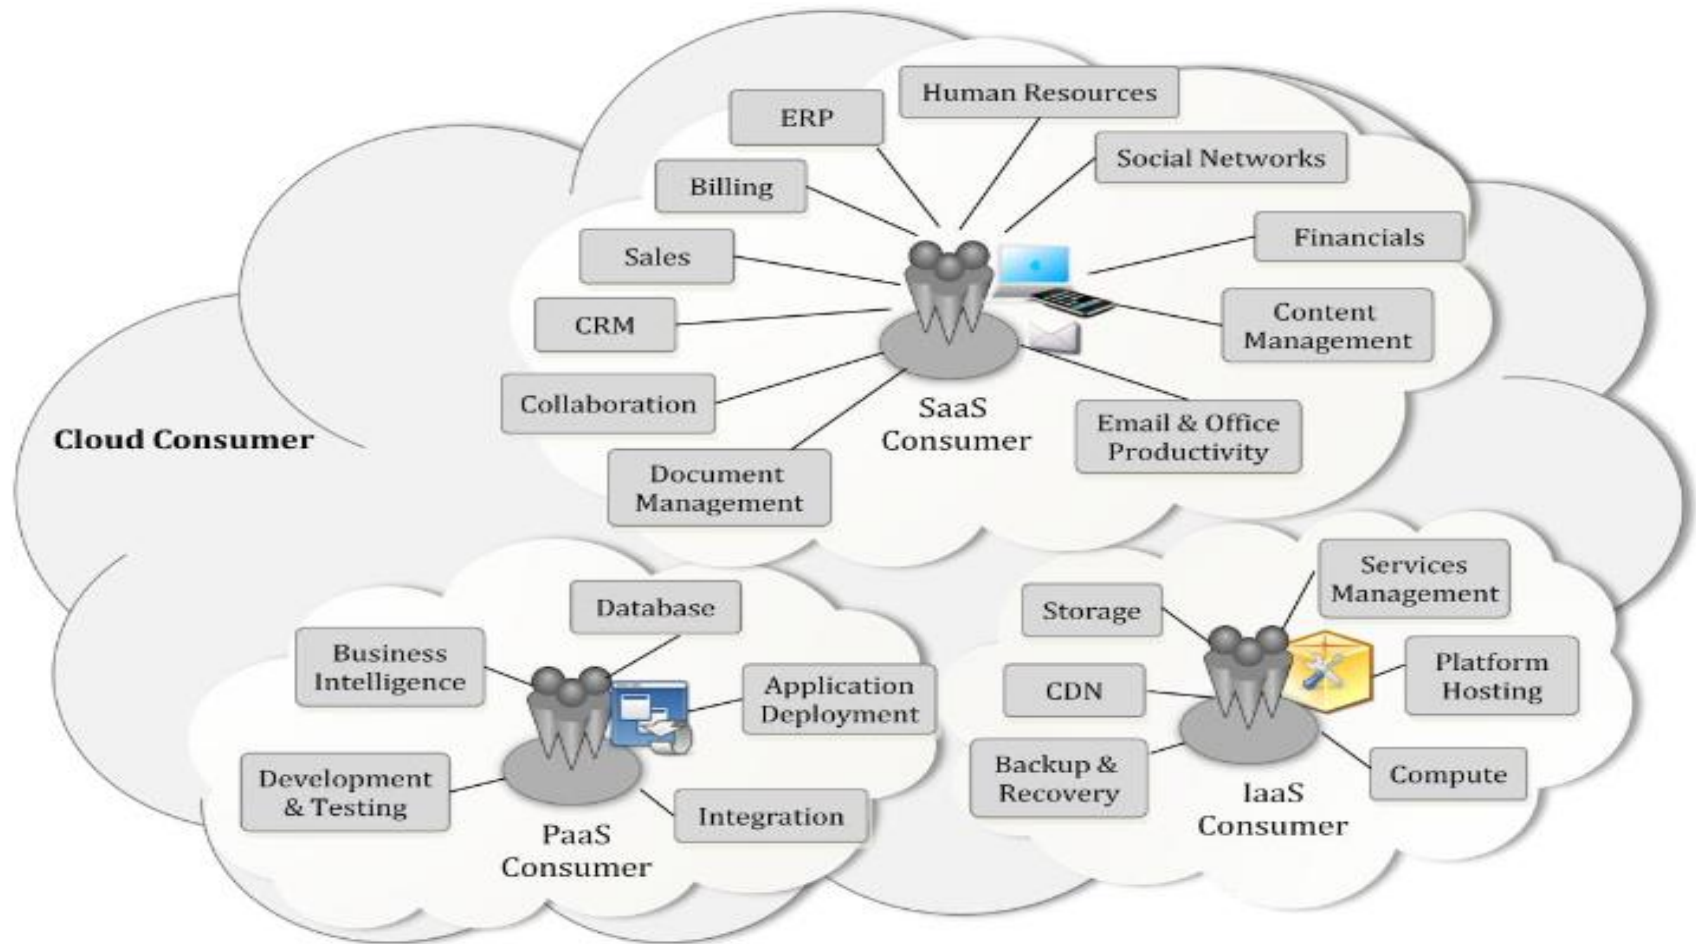 Human Resources
ERP
Social Networks
Billing
Financials
Sales
Content
Management
CRM
Collaboration
SaaS
Consumer
Email & Office
Productivity
Cloud Consumer
Document
Management
Database
Business
Intelligence
Application
Deployment
Development
& Testing
Integration
PaaS
Consumer
Services
Management
Storage
Platform
Hosting
CDN
Backup &
Recovery
Compute
IaaS
Consumer